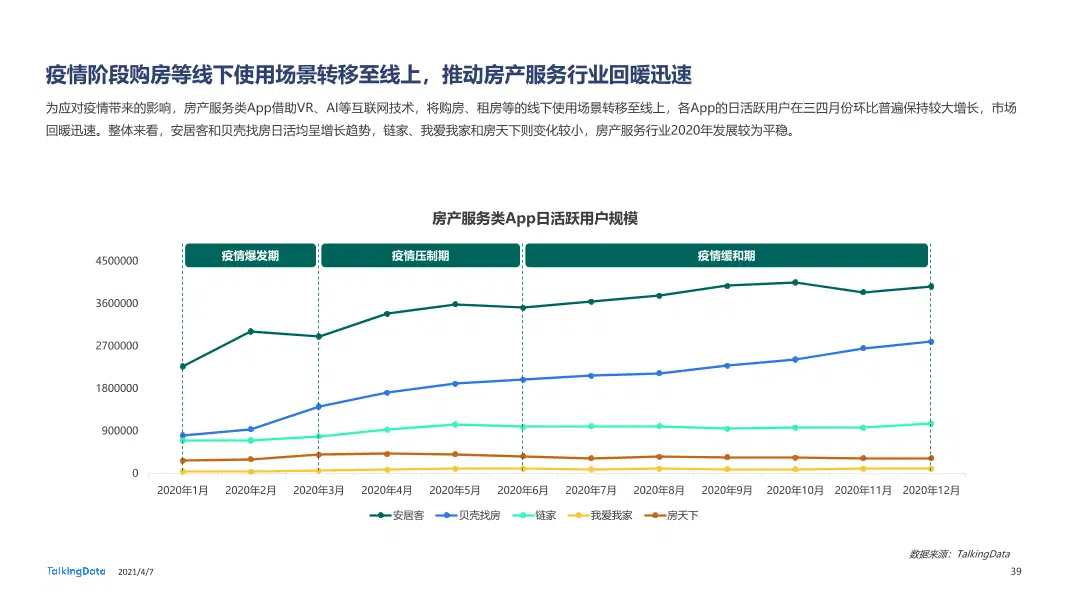 疫情阶段购房等线下使用场景转移至线上，推动房产服务行业回暖迅速
为应对疫情带来的影响，房产服务类App借助VR、AI等互联网技术，将购房、租房等的线下使用场景转移至线上，各App的日活跃用户在三四月份环比普遍保持较大增长，市场
回暖迅速。整体来看，安居客和贝壳找房日活均呈增长趋势，链家、我爱我家和房天下则变化较小，房产服务行业2020年发展较为平稳。
房产服务类App日活跃用户规模
疫情爆发期 疫情压制期 疫情缓和期
4500000
3600000
2700000
1800000
900000
0
2020年1月 2020年2月 2020年3月 2020年4月 2020年5月 2020年6月 2020年7月 2020年8月 2020年9月 2020年10月 2020年11月 2020年12月
安居客 贝壳找房 链家 我爱我家 房天下
数据来源：TalkingData
TalkingData 2021/4/7 39